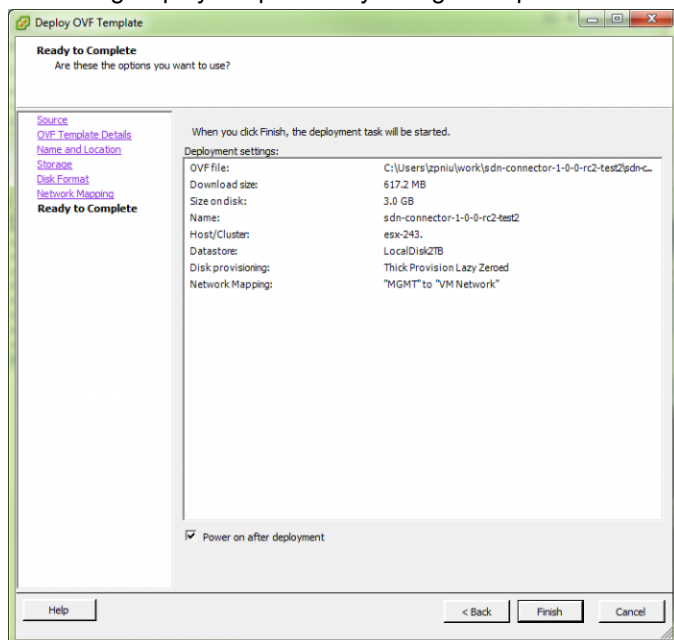 Deploy OVF Template
Ready to Complete
Are these the options you want to use?
Source
OVF Template Details
Name and Location
Storage
Disk Format
Network Mapping
Ready to Complete
When you click Finish, the deployment task will be started.
Deployment settings:
OVF file: C:\Users\zpniu\work\sdn-connector-1-0-0-rc2-test2\sdn-c...
Download size: 617.2 MB
Size on disk: 3.0 GB
Name: sdn-connector-1-0-0-rc2-test2
Host/Cluster: esx-243.
Datastore: LocalDisk2TB
Disk provisioning: Thick Provision Lazy Zeroed
Network Mapping: "MGMT" to "VM Network"
Power on after deployment
Help
< Back
Finish
Cancel